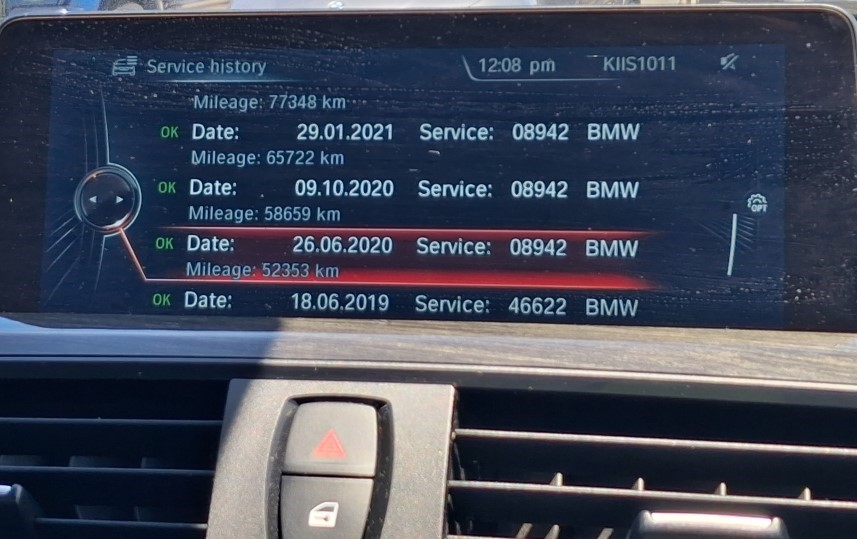 Service history 12:08 pm KIIS1011
Mileage: 77348 km
OK Date: 29.01.2021 Service: 08942 BMW
Mileage: 65722 km
OK Date: 09.10.2020 Service: 08942 BMW
Mileage: 58659 km
OPT
OK Date: 26.06.2020 Service: 08942 BMW
Mileage: 52353 km
OK Date: 18.06.2019 Service: 46622 BMW